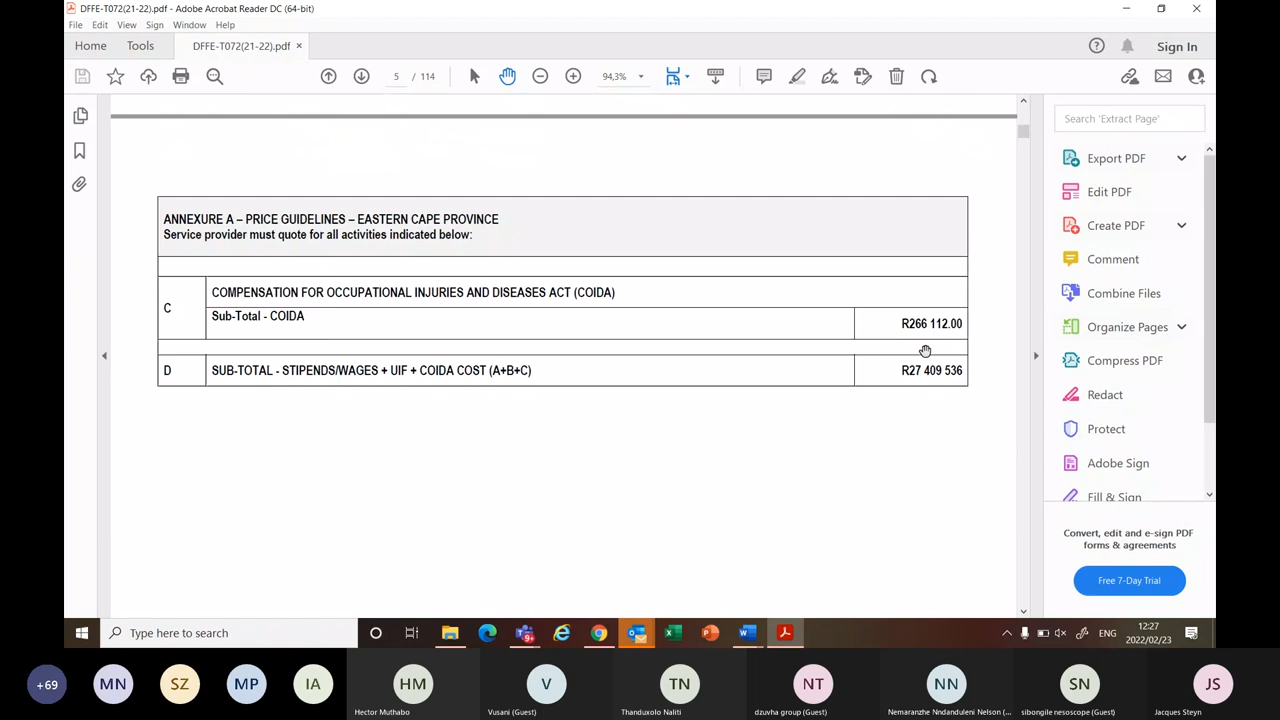 DFFE-T072(21-22).pdf - Adobe Acrobat Reader DC (64-bit)
File Edit View Sign Window Help
Home Tools DFFE-T072(21-22).pdf × Sign In
5 / 114 94,3%
Search 'Extract Page'
Export PDF
Edit PDF
Create PDF
Comment
Combine Files
Organize Pages
Compress PDF
Redact
Protect
Adobe Sign
Fill & Sign
Convert, edit and e-sign PDF
forms & agreements
Free 7-Day Trial
ANNEXURE A – PRICE GUIDELINES – EASTERN CAPE PROVINCE
Service provider must quote for all activities indicated below:
C COMPENSATION FOR OCCUPATIONAL INJURIES AND DISEASES ACT (COIDA)
Sub-Total - COIDA R266 112.00
D SUB-TOTAL - STIPENDS/WAGES + UIF + COIDA COST (A+B+C) R27 409 536
Type here to search
ENG
12:27
2022/02/23
+69 MN SZ MP IA HM V TN NT NN SN JS
Hector Muthabo Vusani (Guest) Thanduxolo Naliti dzuvha group (Guest) Nemaranzhe Nndanduleni Nelson (... sibongile nesoscope (Guest) Jacques Steyn